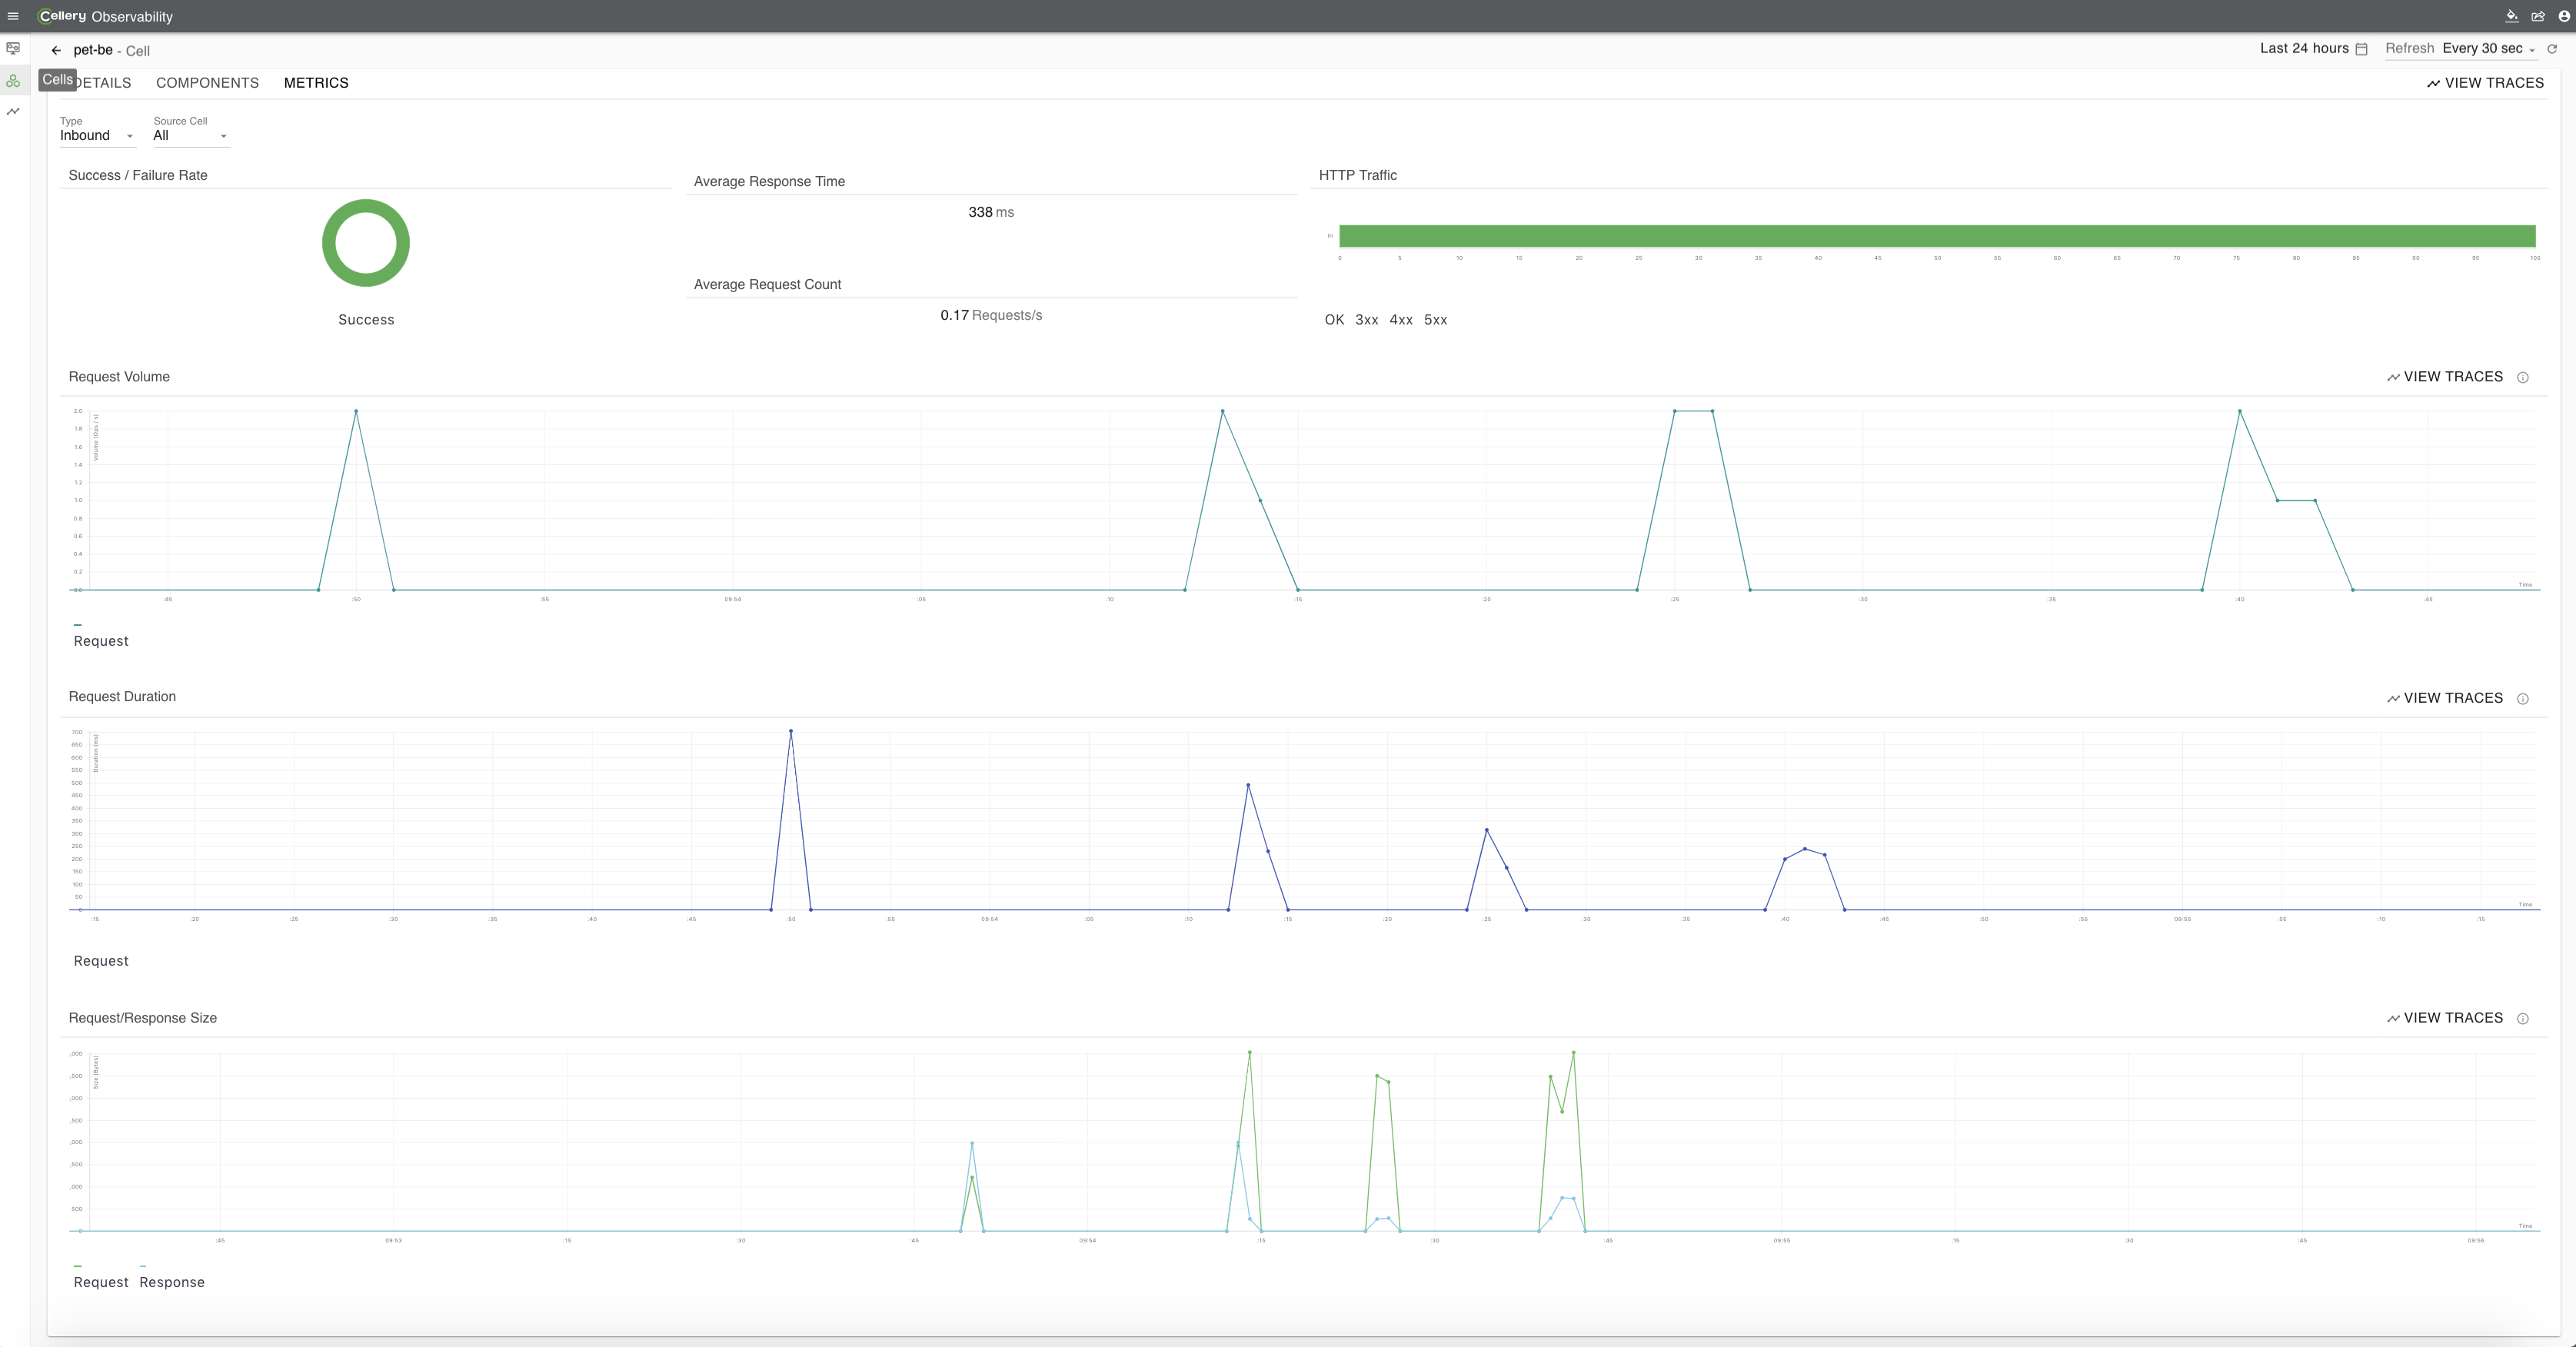 Cellery Observability
pet-be - Cell
Last 24 hours
Refresh Every 30 sec
Cells
DETAILS COMPONENTS METRICS
VIEW TRACES
Type
Inbound
Source Cell
All
Success / Failure Rate
Success
Average Response Time
338 ms
Average Request Count
0.17 Requests/s
HTTP Traffic
In
0 5 10 15 20 25 30 35 40 45 50 55 60 65 70 75 80 85 90 95 100
OK 3xx 4xx 5xx
Request Volume
VIEW TRACES
Volume (Ops / s)
2.0
1.8
1.6
1.4
1.2
1.0
0.8
0.6
0.4
0.2
0.0
Time
:45 :50 :55 09:54 :05 :10 :15 :20 :25 :30 :35 :40 :45
Request
Request Duration
VIEW TRACES
Duration (ms)
700
650
600
550
500
450
400
350
300
250
200
150
100
50
0
Time
:15 :20 :25 :30 :35 :40 :45 :50 :55 09:54 :05 :10 :15 :20 :25 :30 :35 :40 :45 :50 :55 09:55 :05 :10 :15
Request
Request/Response Size
VIEW TRACES
Size (Bytes)
,000
,500
,000
,500
,000
,500
,000
500
0
Time
:45 09:53 :15 :30 :45 09:54 :15 :30 :45 09:55 :15 :30 :45 09:56
Request Response